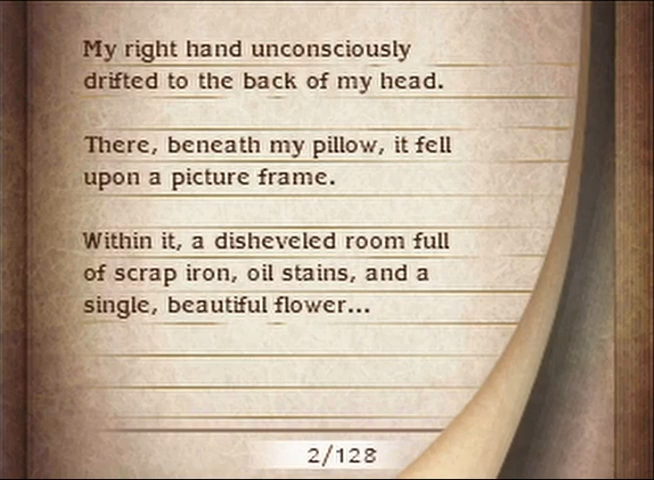 My right hand unconsciously
drifted to the back of my head.
There, beneath my pillow, it fell
upon a picture frame.
Within it, a disheveled room full
of scrap iron, oil stains, and a
single, beautiful flower...
2/128